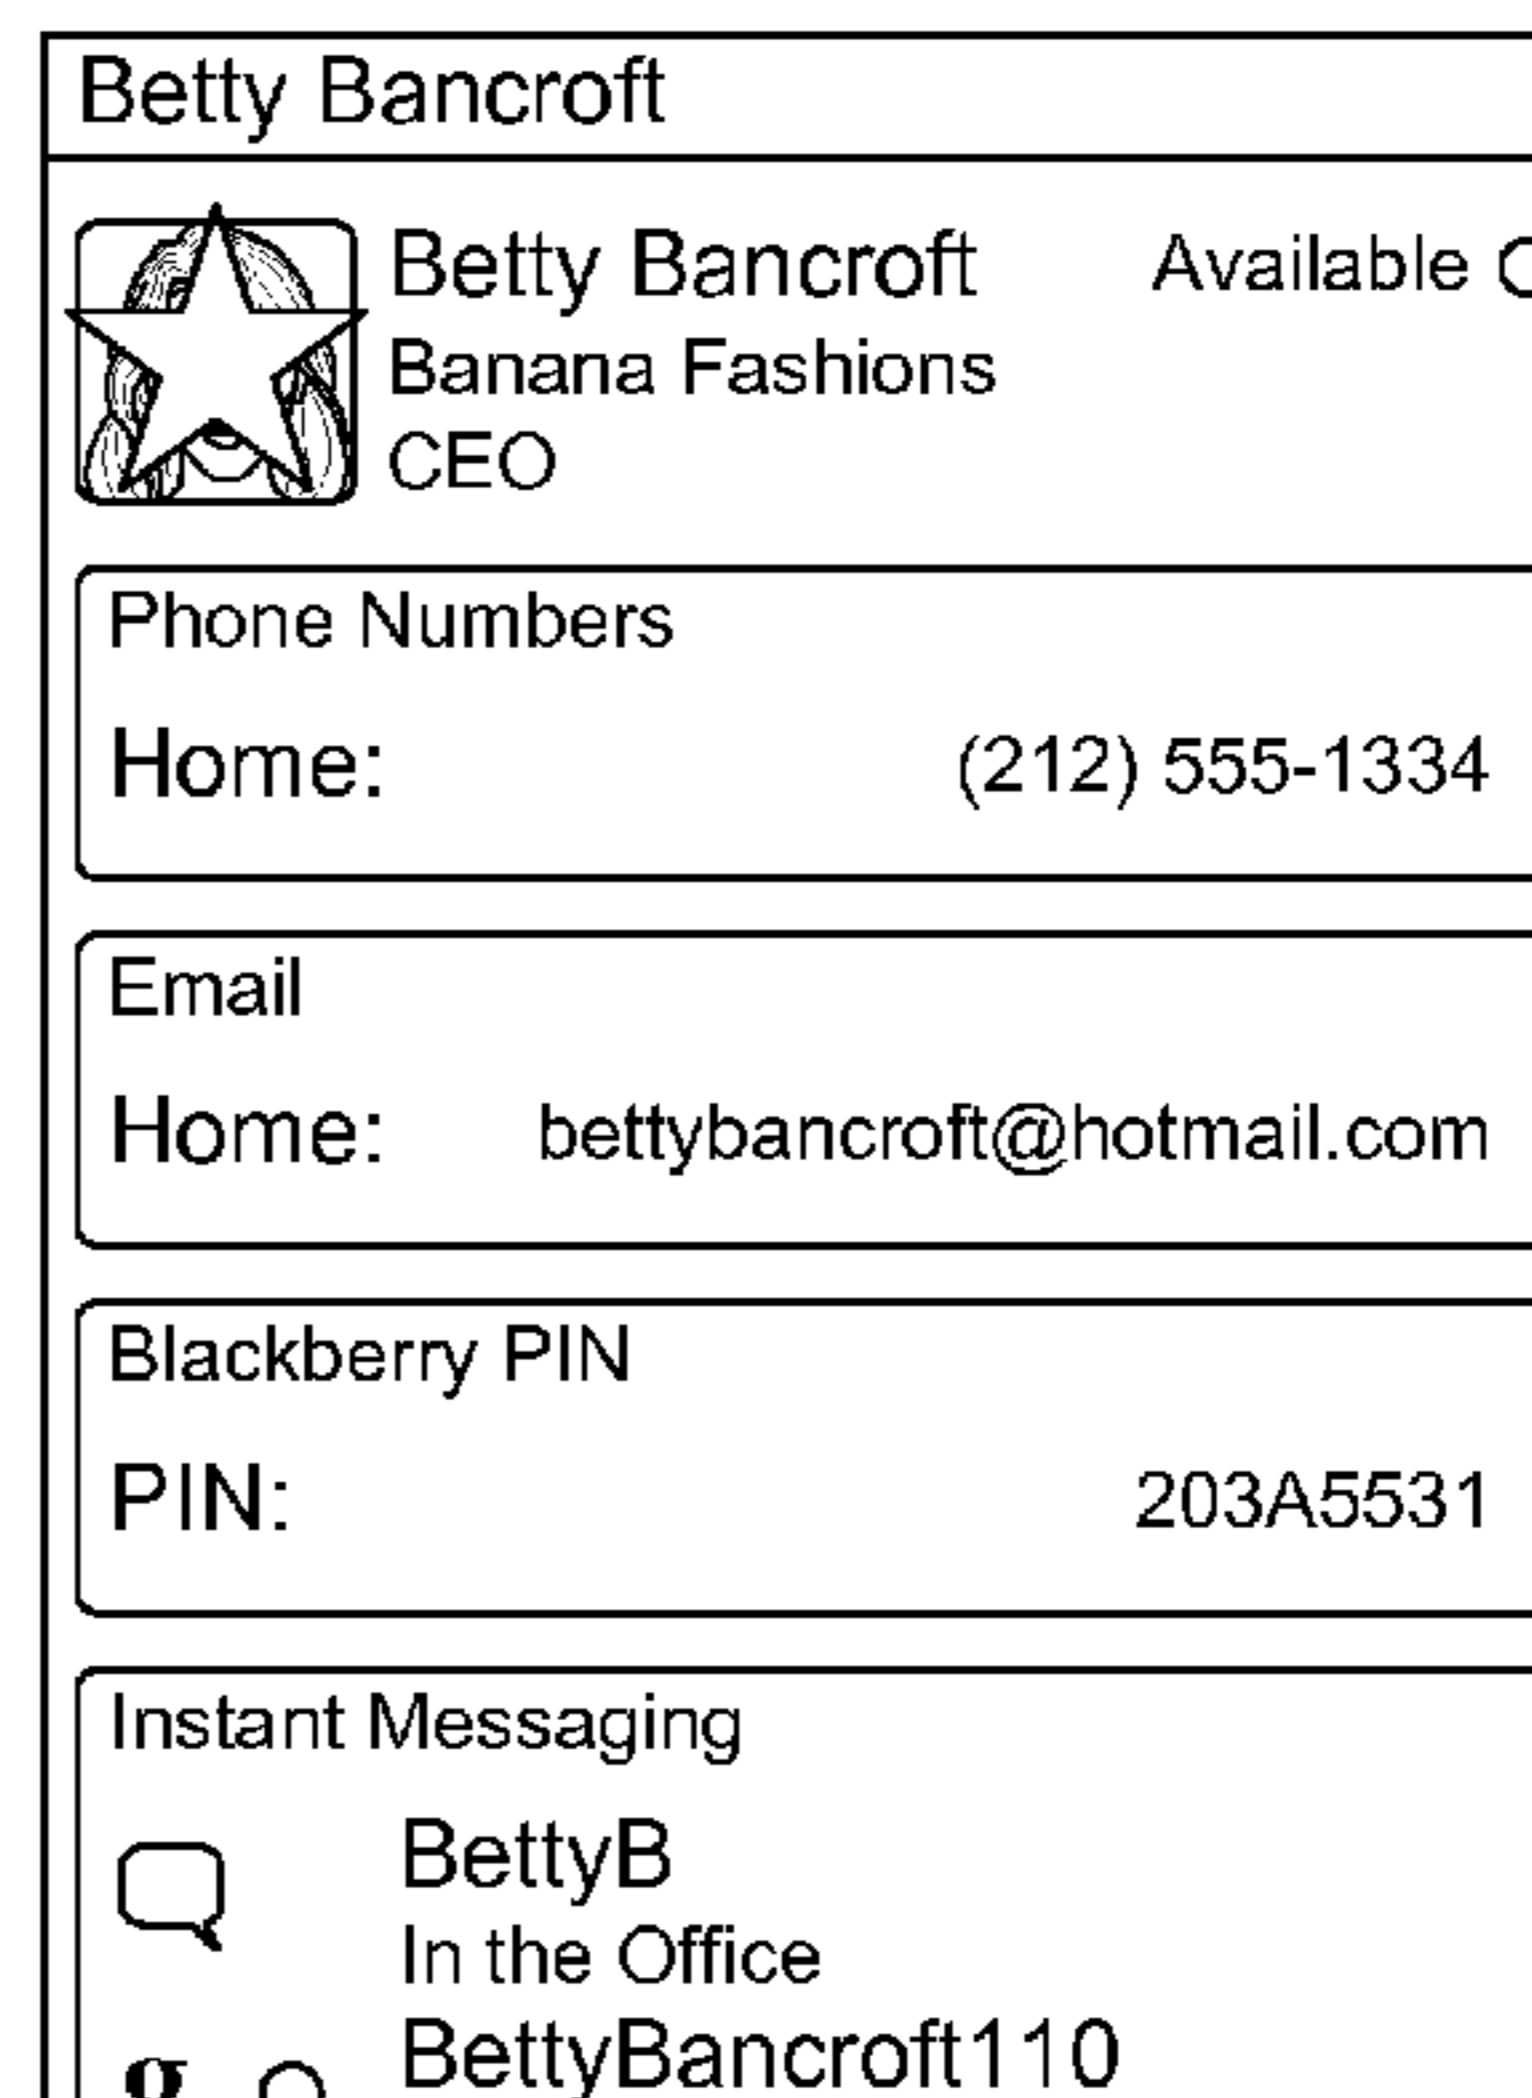 Betty Bancroft
Betty Bancroft
Available
Banana Fashions
CEO
Phone Numbers
Home: (212) 555-1334
Email
Home: bettybancroft@hotmail.com
Blackberry PIN
PIN: 203A5531
Instant Messaging
BettyB
In the Office
g BettyBancroft110